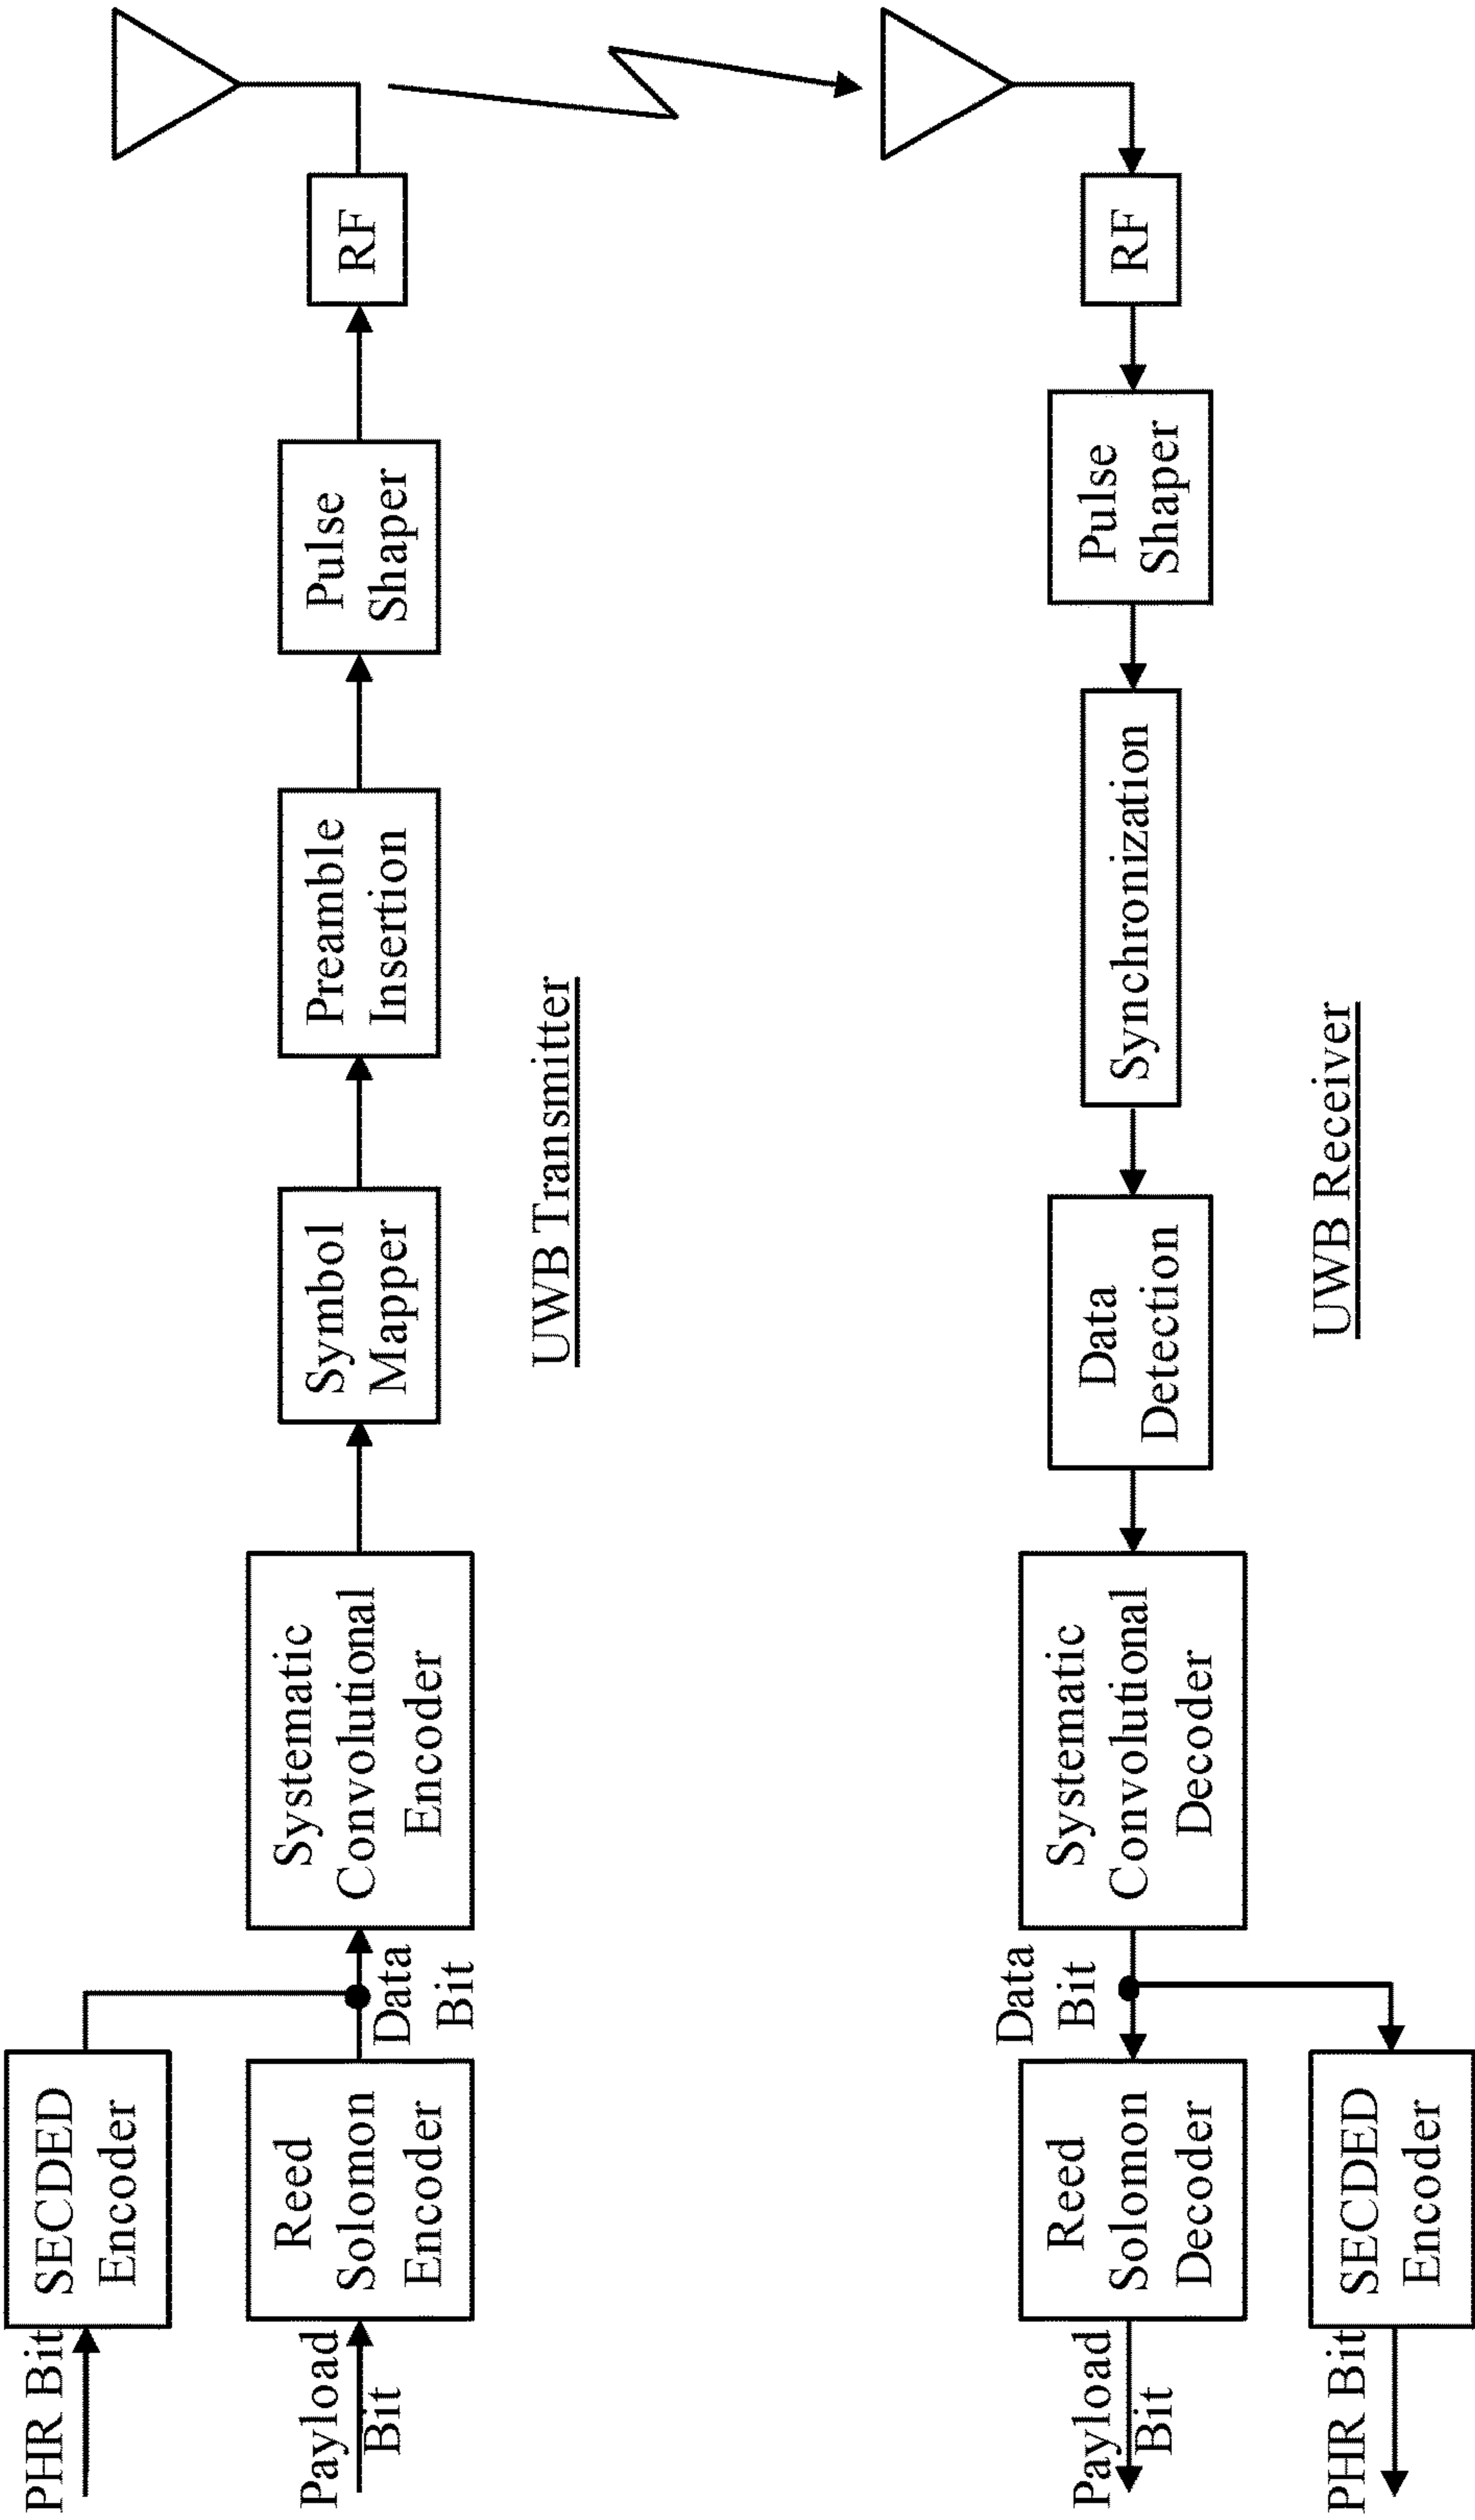 PHR Bit
SECDED
Encoder
Payload
Bit
Reed
Solomon
Encoder
Data
Bit
Systematic
Convolutional
Encoder
Symbol
Mapper
Preamble
Insertion
Pulse
Shaper
RF
UWB Transmitter
Payload
Bit
Reed
Solomon
Decoder
Data
Bit
Systematic
Convolutional
Decoder
Data
Detection
Synchronization
Pulse
Shaper
RF
PHR Bit
SECDED
Encoder
UWB Receiver